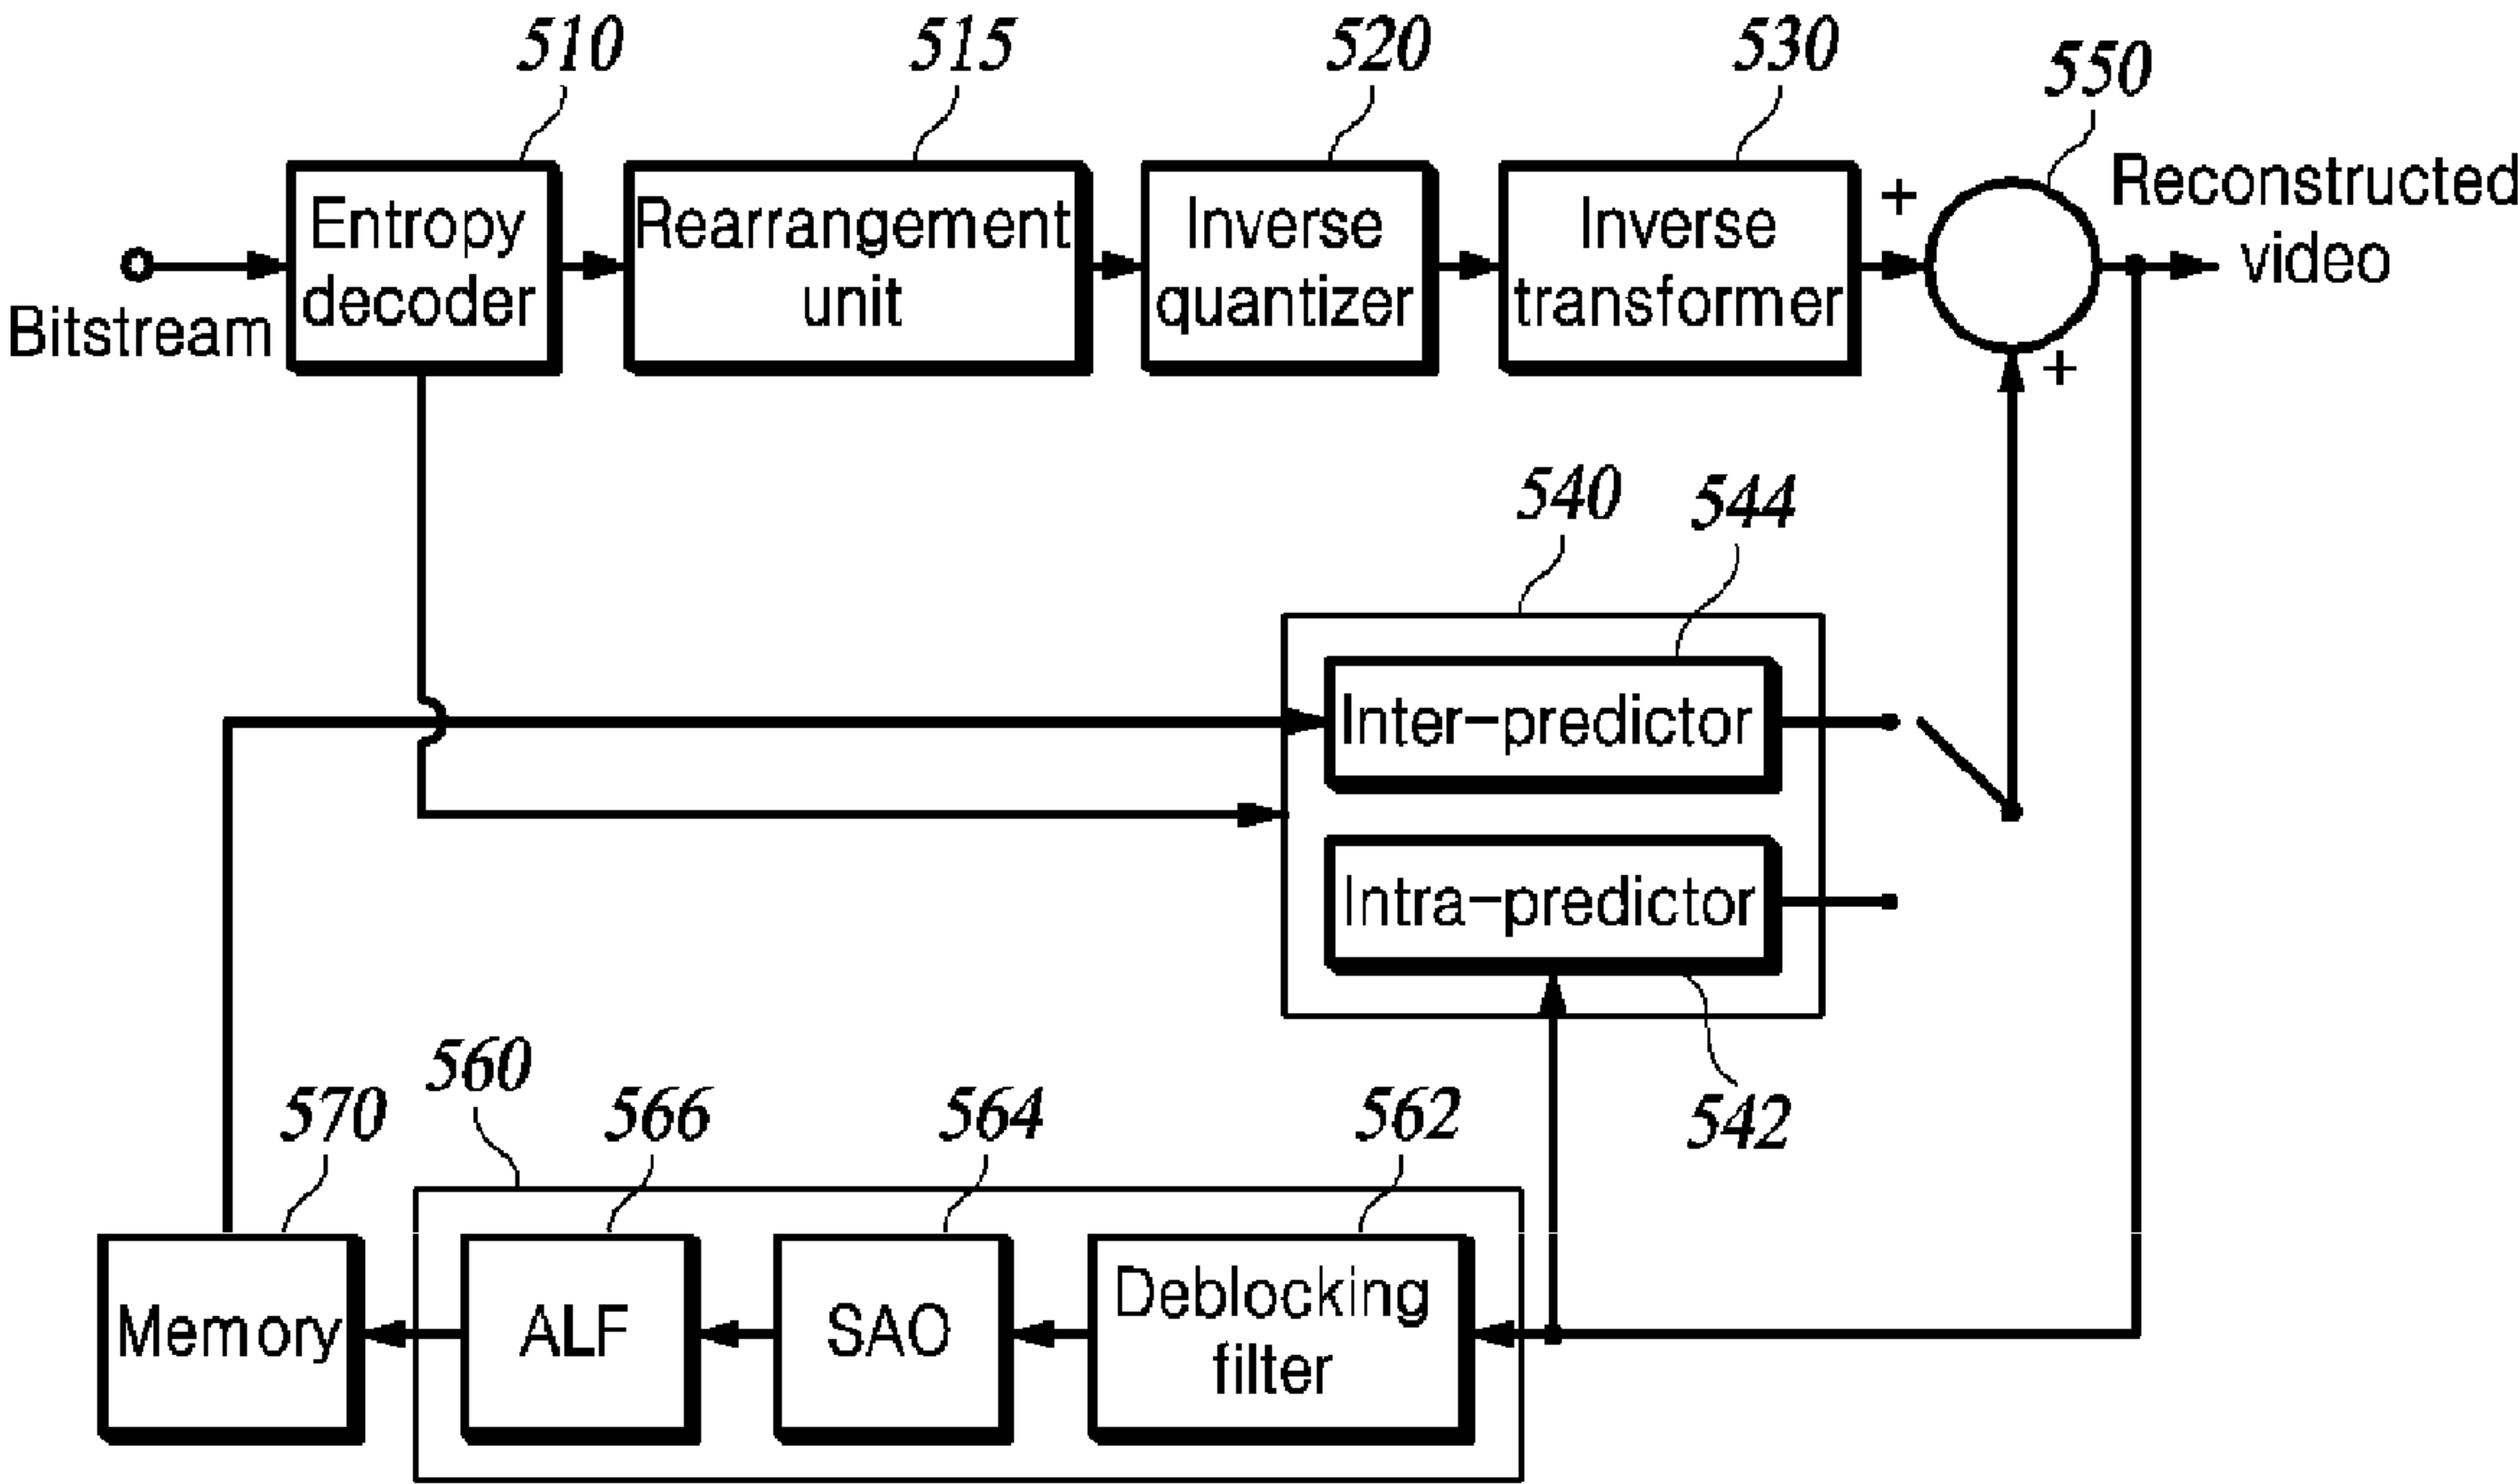 510
515
520
530
550
Entropy
decoder
Rearrangement
unit
Inverse
quantizer
Inverse
transformer
+
+
Reconstructed
video
Bitstream
540
544
Inter-predictor
Intra-predictor
542
560
570
566
564
562
Memory
ALF
SAO
Deblocking
filter